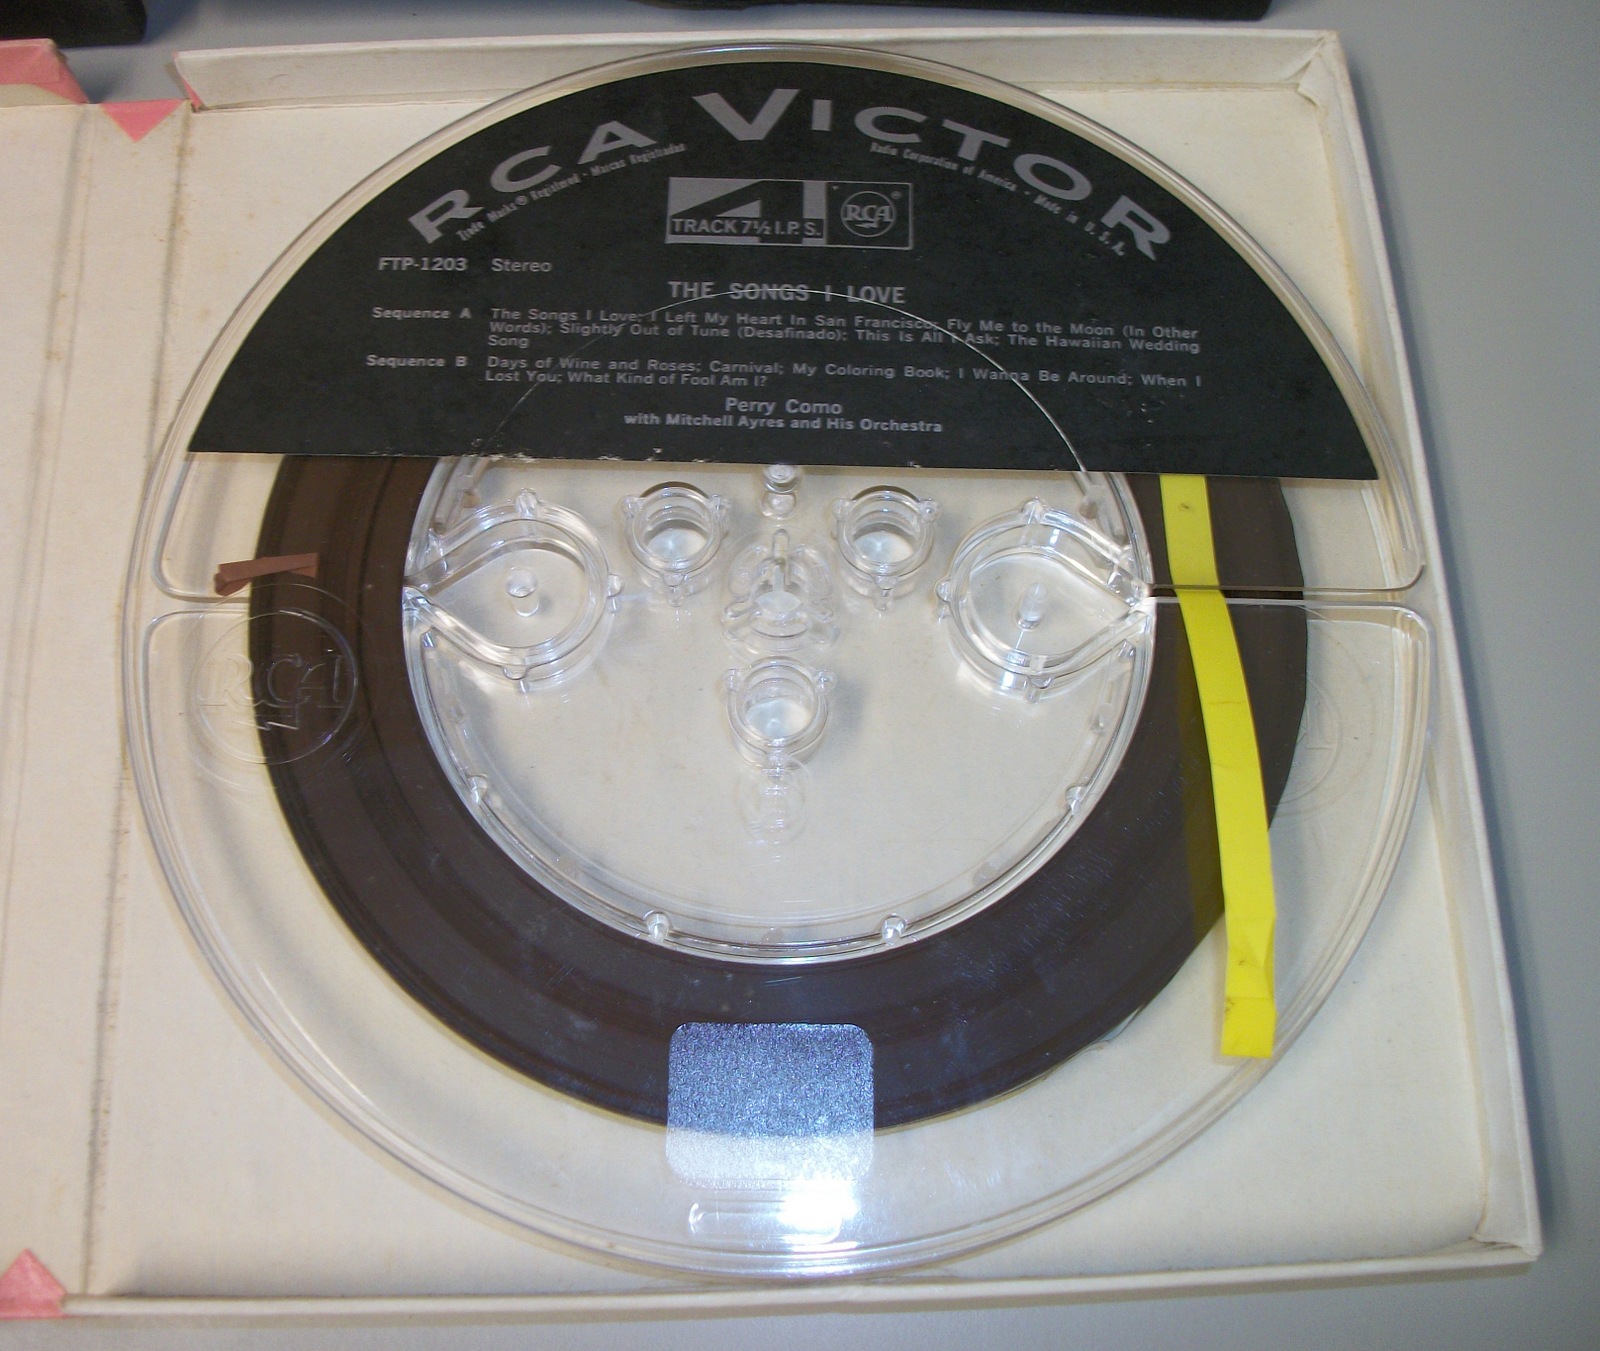 RCA VICTOR
Trade Marks ® Registered · Marcas Registradas
Radio Corporation of America · Made in U.S.A.
4 TRACK 7½ I.P.S.
RCA ®
FTP-1203 Stereo
THE SONGS I LOVE
Sequence A The Songs I Love; I Left My Heart In San Francisco; Fly Me to the Moon (In Other
Words); Slightly Out of Tune (Desafinado); This Is All I Ask; The Hawaiian Wedding
Song
Sequence B Days of Wine and Roses; Carnival; My Coloring Book; I Wanna Be Around; When I
Lost You; What Kind of Fool Am I?
Perry Como
with Mitchell Ayres and His Orchestra
RCA